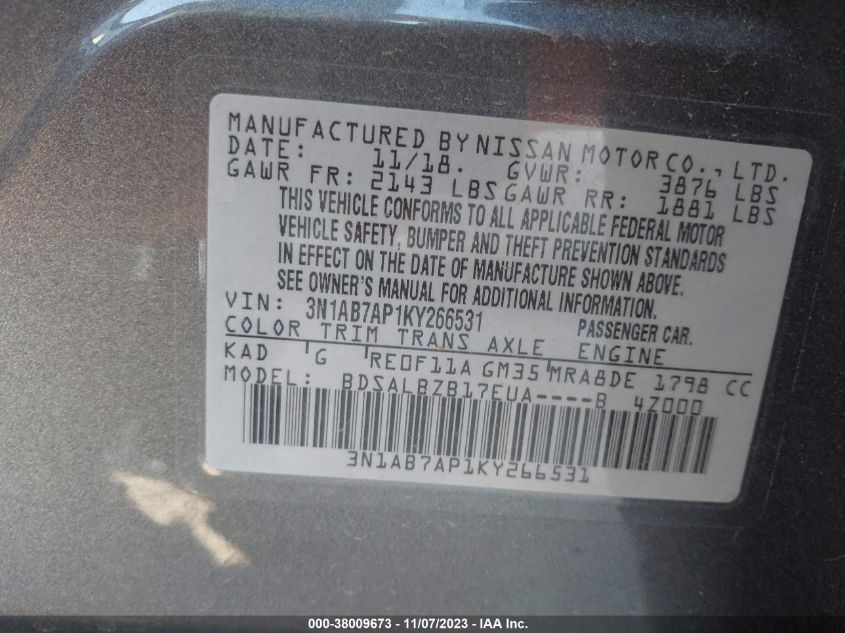 MANUFACTURED BY NISSAN MOTOR CO., LTD.
DATE: 11/18. GVWR: 3876 LBS
GAWR FR: 2143 LBS GAWR RR: 1881 LBS
THIS VEHICLE CONFORMS TO ALL APPLICABLE FEDERAL MOTOR
VEHICLE SAFETY, BUMPER AND THEFT PREVENTION STANDARDS
IN EFFECT ON THE DATE OF MANUFACTURE SHOWN ABOVE.
SEE OWNER'S MANUAL FOR ADDITIONAL INFORMATION.
VIN: 3N1AB7AP1KY266531 PASSENGER CAR.
COLOR TRIM TRANS AXLE ENGINE
KAD G RE0F11A GM35 MRA8DE 1798 CC
MODEL: BDSALBZB17EUA----B 4Z000
3N1AB7AP1KY266531
000-38009673 - 11/07/2023 - © IAA, Inc.